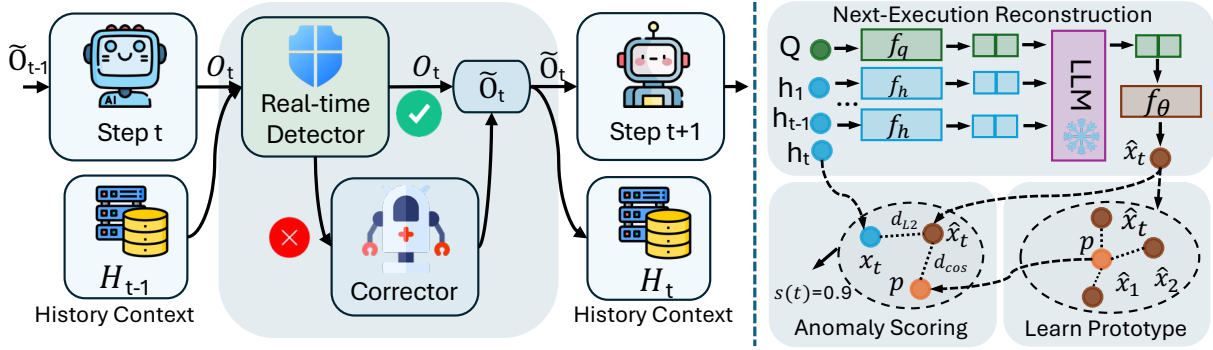 Õt-1
AI
Step t
Ot
Real-time
Detector
Ot
Õt
Õt
Step t+1
Ht-1
History Context
Corrector
Ht
History Context
Next-Execution Reconstruction
Q
fq
h1
fh
...
ht-1
fh
ht
LLM
fθ
x̂t
dL2
xt
x̂t
dcos
p
s(t)=0.9
Anomaly Scoring
x̂t
p
x̂1
x̂2
Learn Prototype